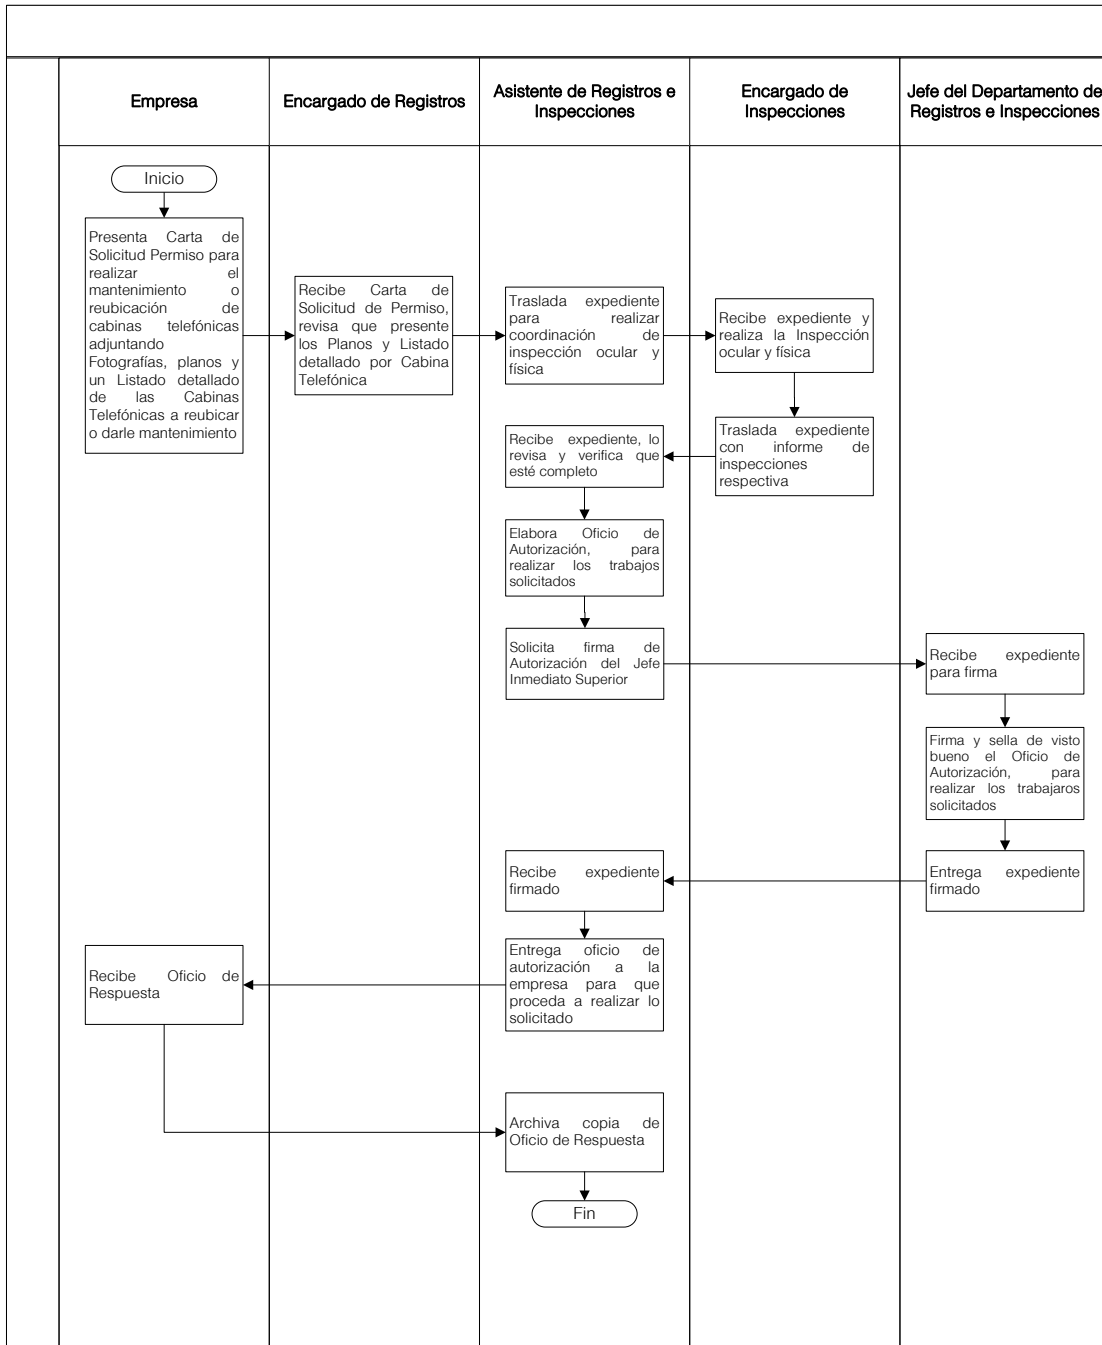 Empresa
Encargado de Registros
Asistente de Registros e
Inspecciones
Encargado de
Inspecciones
Jefe del Departamento de
Registros e Inspecciones
Inicio
Presenta Carta de
Solicitud Permiso para
realizar el
mantenimiento o
reubicación de
cabinas telefónicas
adjuntando
Fotografías, planos y
un Listado detallado
de las Cabinas
Telefónicas a reubicar
o darle mantenimiento
Recibe Carta de
Solicitud de Permiso,
revisa que presente
los Planos y Listado
detallado por Cabina
Telefónica
Traslada expediente
para realizar
coordinación de
inspección ocular y
física
Recibe expediente y
realiza la Inspección
ocular y física
Traslada expediente
con informe de
inspecciones
respectiva
Recibe expediente, lo
revisa y verifica que
esté completo
Elabora Oficio de
Autorización, para
realizar los trabajos
solicitados
Solicita firma de
Autorización del Jefe
Inmediato Superior
Recibe expediente
para firma
Firma y sella de visto
bueno el Oficio de
Autorización, para
realizar los trabajaros
solicitados
Entrega expediente
firmado
Recibe expediente
firmado
Entrega oficio de
autorización a la
empresa para que
proceda a realizar lo
solicitado
Recibe Oficio de
Respuesta
Archiva copia de
Oficio de Respuesta
Fin